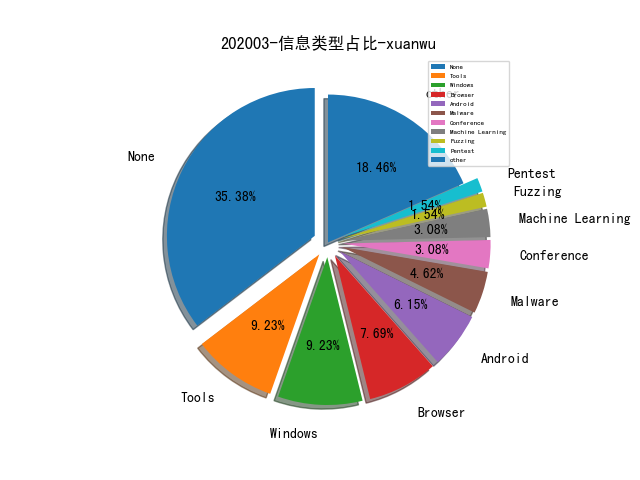 202003-信息类型占比-xuanwu
None
Tools
Windows
Browser
Android
Malware
Conference
Machine Learning
Fuzzing
Pentest
other
18.46%
35.38%
None
Pentest
1.54%
Fuzzing
1.54%
Machine Learning
3.08%
Conference
3.08%
Malware
4.62%
Android
6.15%
Browser
7.69%
Windows
9.23%
Tools
9.23%